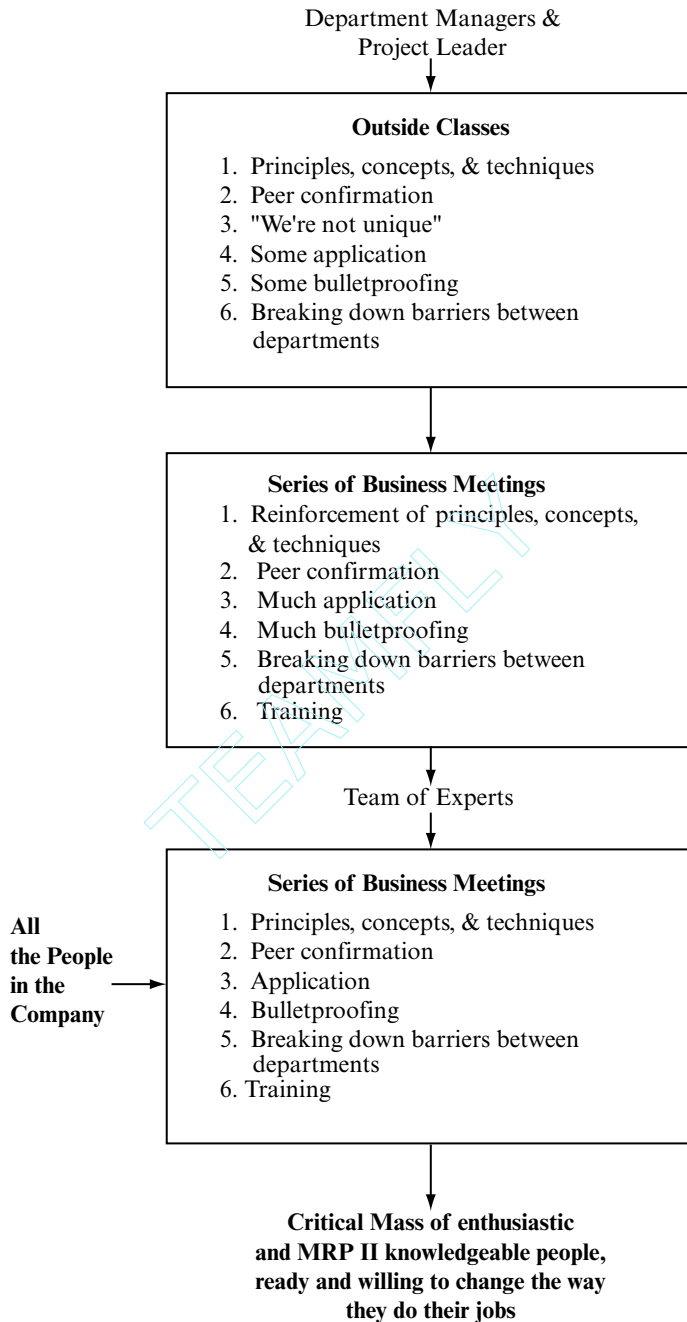 Department Managers &
Project Leader
Outside Classes
1. Principles, concepts, & techniques
2. Peer confirmation
3. "We're not unique"
4. Some application
5. Some bulletproofing
6. Breaking down barriers between
departments
Series of Business Meetings
1. Reinforcement of principles, concepts,
& techniques
2. Peer confirmation
3. Much application
4. Much bulletproofing
5. Breaking down barriers between
departments
6. Training
TEAMFLY
Team of Experts
Series of Business Meetings
1. Principles, concepts, & techniques
2. Peer confirmation
3. Application
4. Bulletproofing
5. Breaking down barriers between
departments
6. Training
All
the People
in the
Company
Critical Mass of enthusiastic
and MRP II knowledgeable people,
ready and willing to change the way
they do their jobs